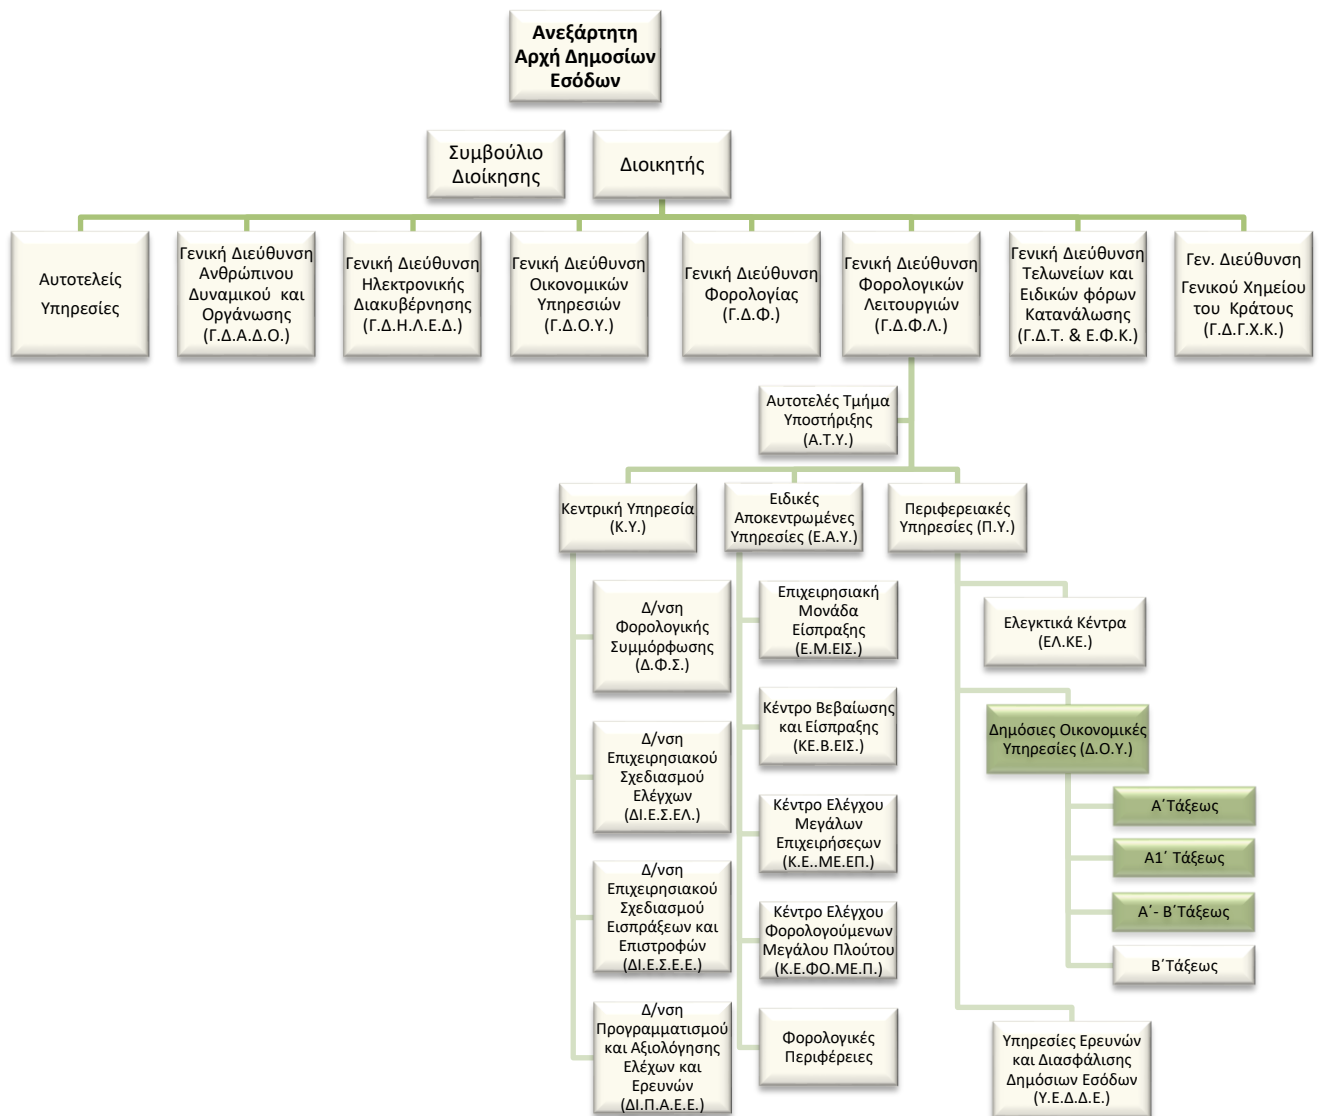 Ανεξάρτητη
Αρχή Δημοσίων
Εσόδων
Συμβούλιο
Διοίκησης
Διοικητής
Αυτοτελείς
Υπηρεσίες
Γενική Διεύθυνση
Ανθρώπινου
Δυναμικού και
Οργάνωσης
(Γ.Δ.Α.Δ.Ο.)
Γενική Διεύθυνση
Ηλεκτρονικής
Διακυβέρνησης
(Γ.Δ.Η.Λ.Ε.Δ.)
Γενική Διεύθυνση
Οικονομικών
Υπηρεσιών
(Γ.Δ.Ο.Υ.)
Γενική Διεύθυνση
Φορολογίας
(Γ.Δ.Φ.)
Γενική Διεύθυνση
Φορολογικών
Λειτουργιών
(Γ.Δ.Φ.Λ.)
Γενική Διεύθυνση
Τελωνείων και
Ειδικών φόρων
Κατανάλωσης
(Γ.Δ.Τ. & Ε.Φ.Κ.)
Γεν. Διεύθυνση
Γενικού Χημείου
του Κράτους
(Γ.Δ.Γ.Χ.Κ.)
Αυτοτελές Τμήμα
Υποστήριξης
(Α.Τ.Υ.)
Κεντρική Υπηρεσία
(Κ.Υ.)
Ειδικές
Αποκεντρωμένες
Υπηρεσίες (Ε.Α.Υ.)
Περιφερειακές
Υπηρεσίες (Π.Υ.)
Δ/νση
Φορολογικής
Συμμόρφωσης
(Δ.Φ.Σ.)
Δ/νση
Επιχειρησιακού
Σχεδιασμού
Ελέγχων
(ΔΙ.Ε.Σ.ΕΛ.)
Δ/νση
Επιχειρησιακού
Σχεδιασμού
Εισπράξεων και
Επιστροφών
(ΔΙ.Ε.Σ.Ε.Ε.)
Δ/νση
Προγραμματισμού
και Αξιολόγησης
Ελέχων και
Ερευνών
(ΔΙ.Π.Α.Ε.Ε.)
Επιχειρησιακή
Μονάδα
Είσπραξης
(Ε.Μ.ΕΙΣ.)
Κέντρο Βεβαίωσης
και Είσπραξης
(ΚΕ.Β.ΕΙΣ.)
Κέντρο Ελέγχου
Μεγάλων
Επιχειρήσεςων
(Κ.Ε..ΜΕ.ΕΠ.)
Κέντρο Ελέγχου
Φορολογούμενων
Μεγάλου Πλούτου
(Κ.Ε.ΦΟ.ΜΕ.Π.)
Φορολογικές
Περιφέρειες
Ελεγκτικά Κέντρα
(ΕΛ.ΚΕ.)
Δημόσιες Οικονομικές
Υπηρεσίες (Δ.Ο.Υ.)
Α΄Τάξεως
Α1΄ Τάξεως
Α΄- Β΄Τάξεως
Β΄Τάξεως
Υπηρεσίες Ερευνών
και Διασφάλισης
Δημόσιων Εσόδων
(Υ.Ε.Δ.Δ.Ε.)